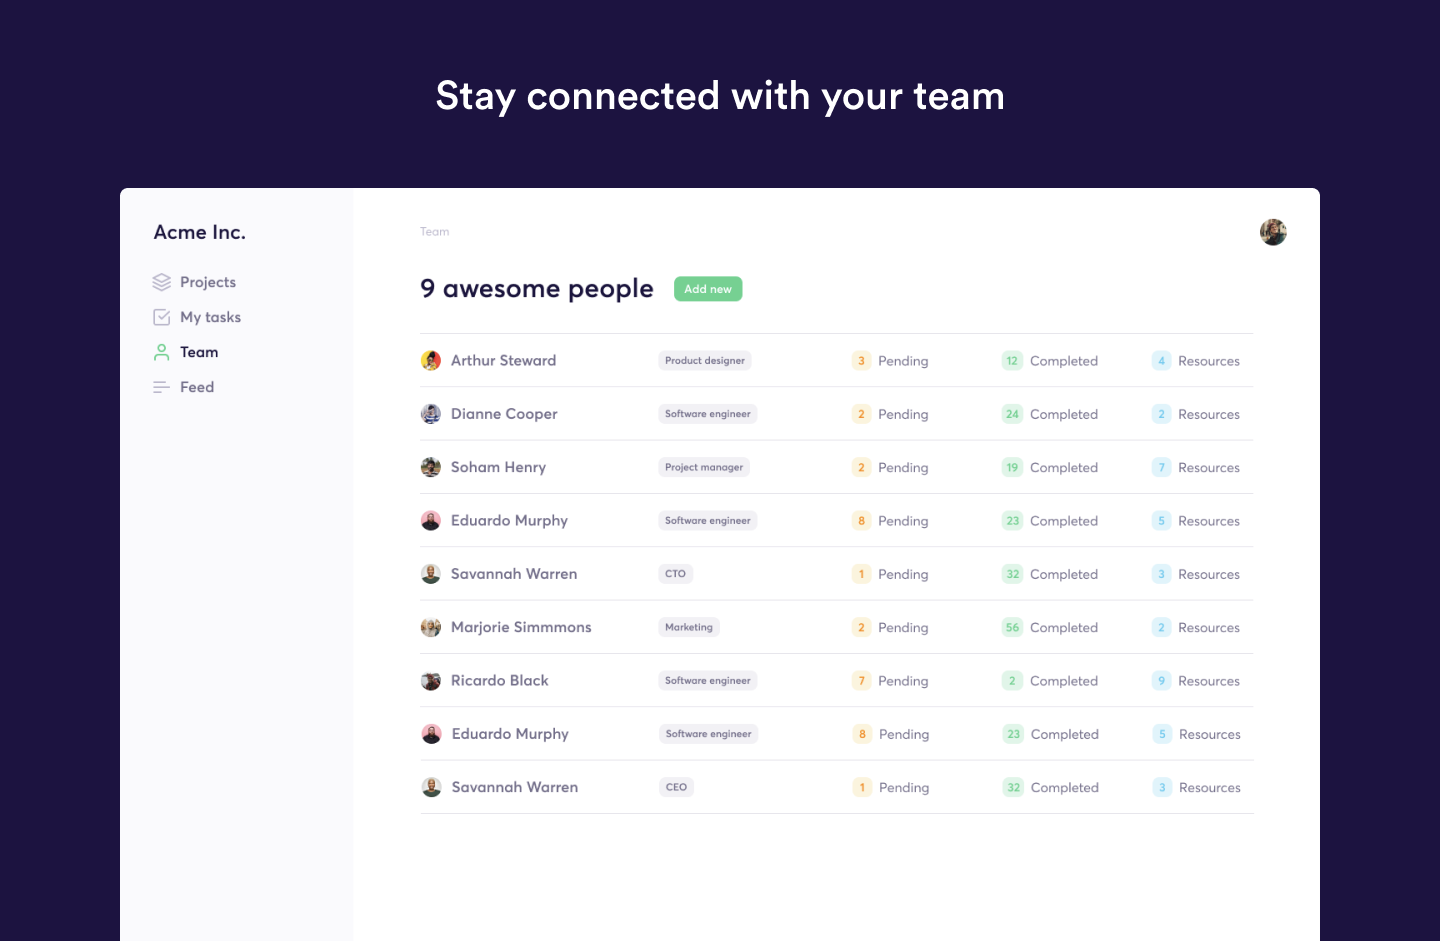 Stay connected with your team
Acme Inc.
Projects
My tasks
Team
Feed
Team
9 awesome people Add new
Arthur Steward Product designer 3 Pending 12 Completed 4 Resources
Dianne Cooper Software engineer 2 Pending 24 Completed 2 Resources
Soham Henry Project manager 2 Pending 19 Completed 7 Resources
Eduardo Murphy Software engineer 8 Pending 23 Completed 5 Resources
Savannah Warren CTO 1 Pending 32 Completed 3 Resources
Marjorie Simmmons Marketing 2 Pending 56 Completed 2 Resources
Ricardo Black Software engineer 7 Pending 2 Completed 9 Resources
Eduardo Murphy Software engineer 8 Pending 23 Completed 5 Resources
Savannah Warren CEO 1 Pending 32 Completed 3 Resources